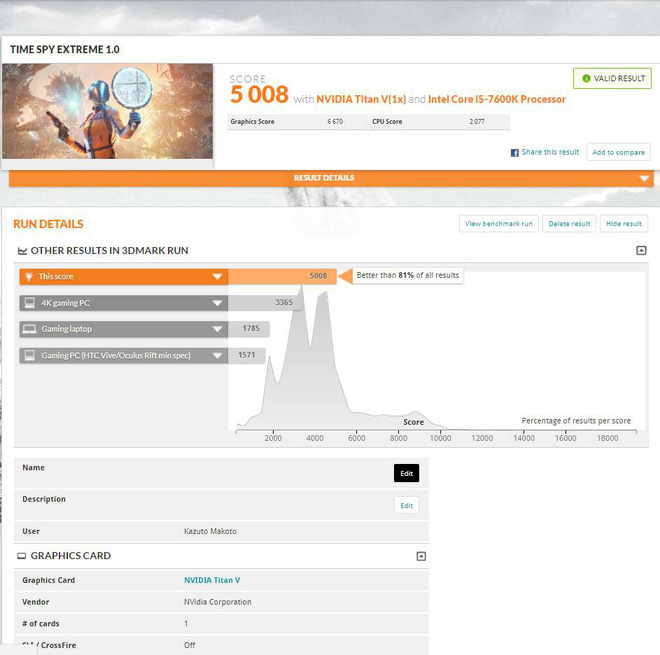 TIME SPY EXTREME 1.0
SCORE
5 008 with NVIDIA Titan V(1x) and Intel Core i5-7600K Processor
VALID RESULT
Graphics Score 6 670 CPU Score 2 077
Share this result Add to compare
RESULT DETAILS
RUN DETAILS
View benchmark run Delete result Hide result
OTHER RESULTS IN 3DMARK RUN
This score 5008 Better than 81% of all results
4K gaming PC 3365
Gaming laptop 1785
Gaming PC (HTC Vive/Oculus Rift min spec) 1571
Score Percentage of results per score
2000 4000 6000 8000 10000 12000 14000 16000 18000
Name Edit
Description Edit
User Kazuto Makoto
GRAPHICS CARD
Graphics Card NVIDIA Titan V
Vendor NVidia Corporation
# of cards 1
SLI / CrossFire Off